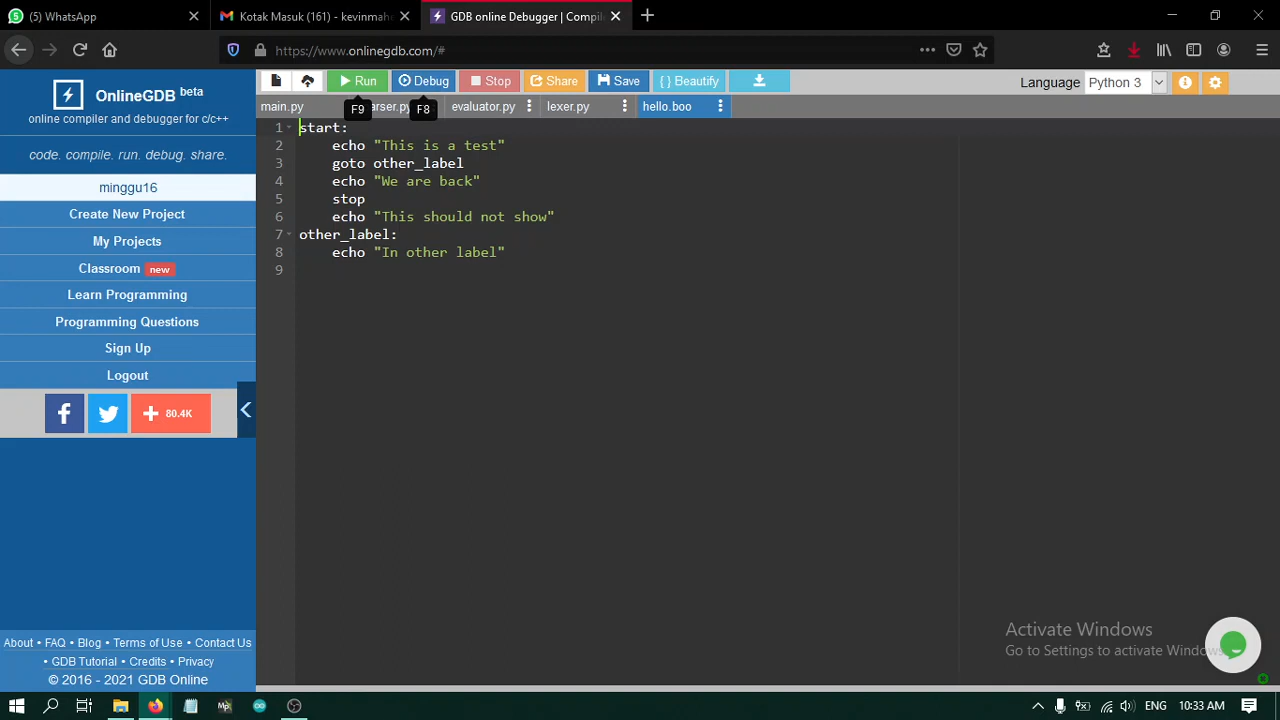 (5) WhatsApp
Kotak Masuk (161) - kevinmahe
GDB online Debugger | Compil
https://www.onlinegdb.com/#
OnlineGDB beta
online compiler and debugger for c/c++
code. compile. run. debug. share.
minggu16
Create New Project
My Projects
Classroom new
Learn Programming
Programming Questions
Sign Up
Logout
80.4K
About • FAQ • Blog • Terms of Use • Contact Us
• GDB Tutorial • Credits • Privacy
© 2016 - 2021 GDB Online
Run Debug Stop Share Save { } Beautify
Language Python 3
F9 F8
main.py arser.py evaluator.py lexer.py hello.boo
1 start:
2 echo "This is a test"
3 goto other_label
4 echo "We are back"
5 stop
6 echo "This should not show"
7 other_label:
8 echo "In other label"
9
Activate Windows
Go to Settings to activate Windows.
ENG 10:33 AM